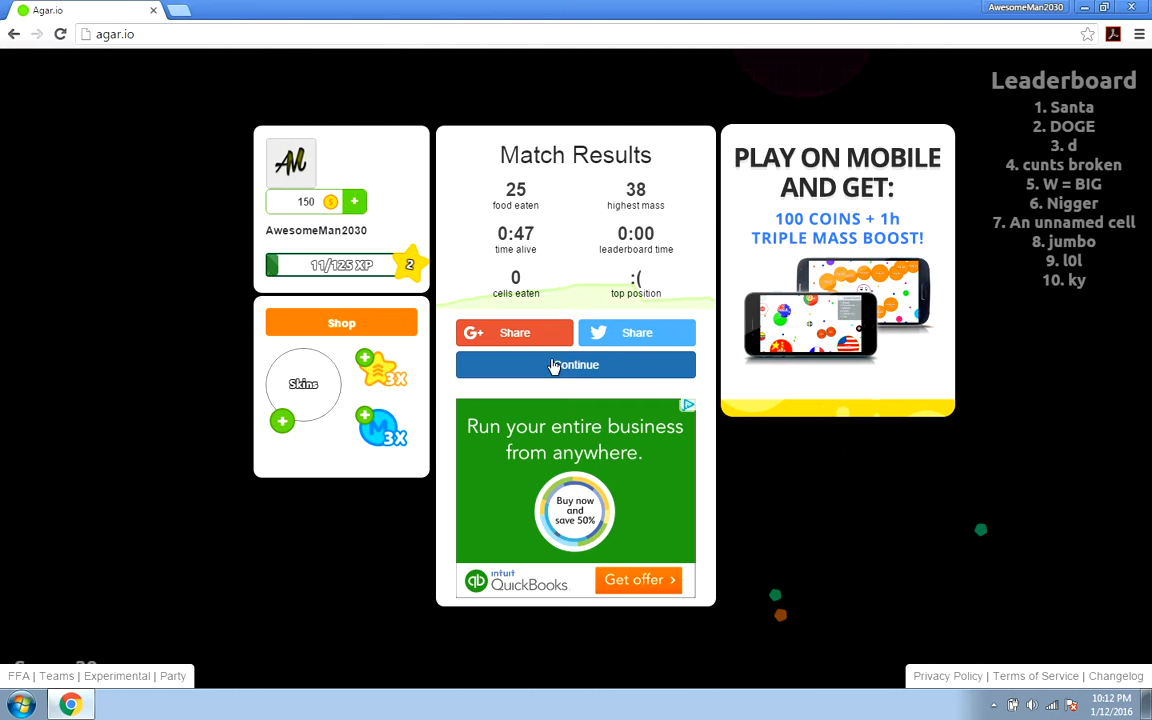 Agar.io
AwesomeMan2030
agar.io
Leaderboard
1. Santa
2. DOGE
3. d
4. cunts broken
5. W = BIG
6. Nigger
7. An unnamed cell
8. jumbo
9. lol
10. ky
AM
150
AwesomeMan2030
11/125 XP
2
Shop
Skins
3X
M 3X
Match Results
25
food eaten
38
highest mass
0:47
time alive
0:00
leaderboard time
0
cells eaten
:(
top position
G+ Share
Share
Continue
Run your entire business
from anywhere.
Buy now
and
save 50%
qb
intuit
QuickBooks
Get offer >
PLAY ON MOBILE
AND GET:
100 COINS + 1h
TRIPLE MASS BOOST!
FFA | Teams | Experimental | Party
Privacy Policy | Terms of Service | Changelog
10:12 PM
1/12/2016